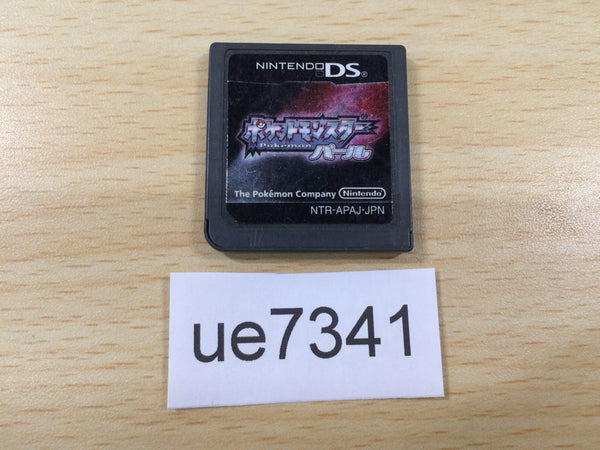 NINTENDO DS®
ポケットモンスター
Pokémon
パール
The Pokémon Company Nintendo
NTR-APAJ-JPN
ue7341